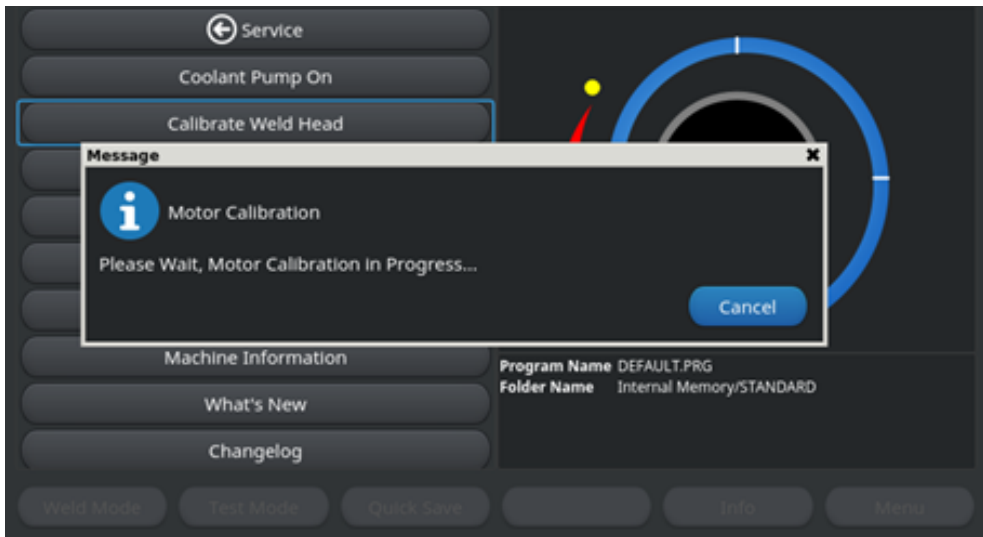 Service
Coolant Pump On
Calibrate Weld Head
Message
Motor Calibration
Please Wait, Motor Calibration in Progress...
Cancel
Machine Information
What's New
Changelog
Program Name DEFAULT.PRG
Folder Name Internal Memory/STANDARD
Weld Mode Test Mode Quick Save Info Menu